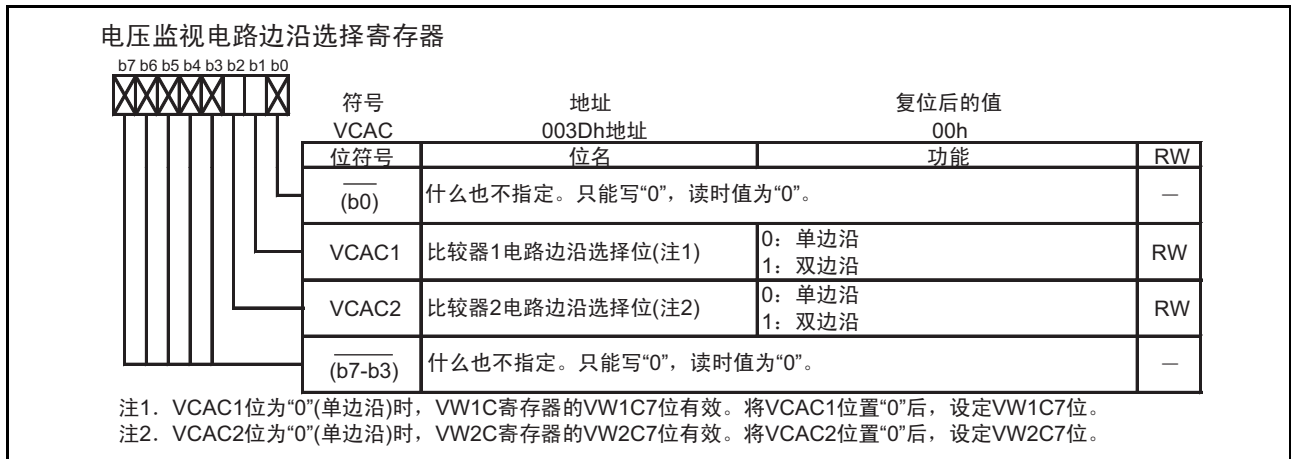 电压监视电路边沿选择寄存器
b7 b6 b5 b4 b3 b2 b1 b0
符号 地址 复位后的值
VCAC 003Dh地址 00h
位符号 位名 功能 RW
—
(b0) 什么也不指定。只能写“0”，读时值为“0”。 —
VCAC1 比较器1电路边沿选择位(注1) 0：单边沿
1：双边沿 RW
VCAC2 比较器2电路边沿选择位(注2) 0：单边沿
1：双边沿 RW
—
(b7-b3) 什么也不指定。只能写“0”，读时值为“0”。 —
注1. VCAC1位为“0”(单边沿)时，VW1C寄存器的VW1C7位有效。将VCAC1位置“0”后，设定VW1C7位。
注2. VCAC2位为“0”(单边沿)时，VW2C寄存器的VW2C7位有效。将VCAC2位置“0”后，设定VW2C7位。